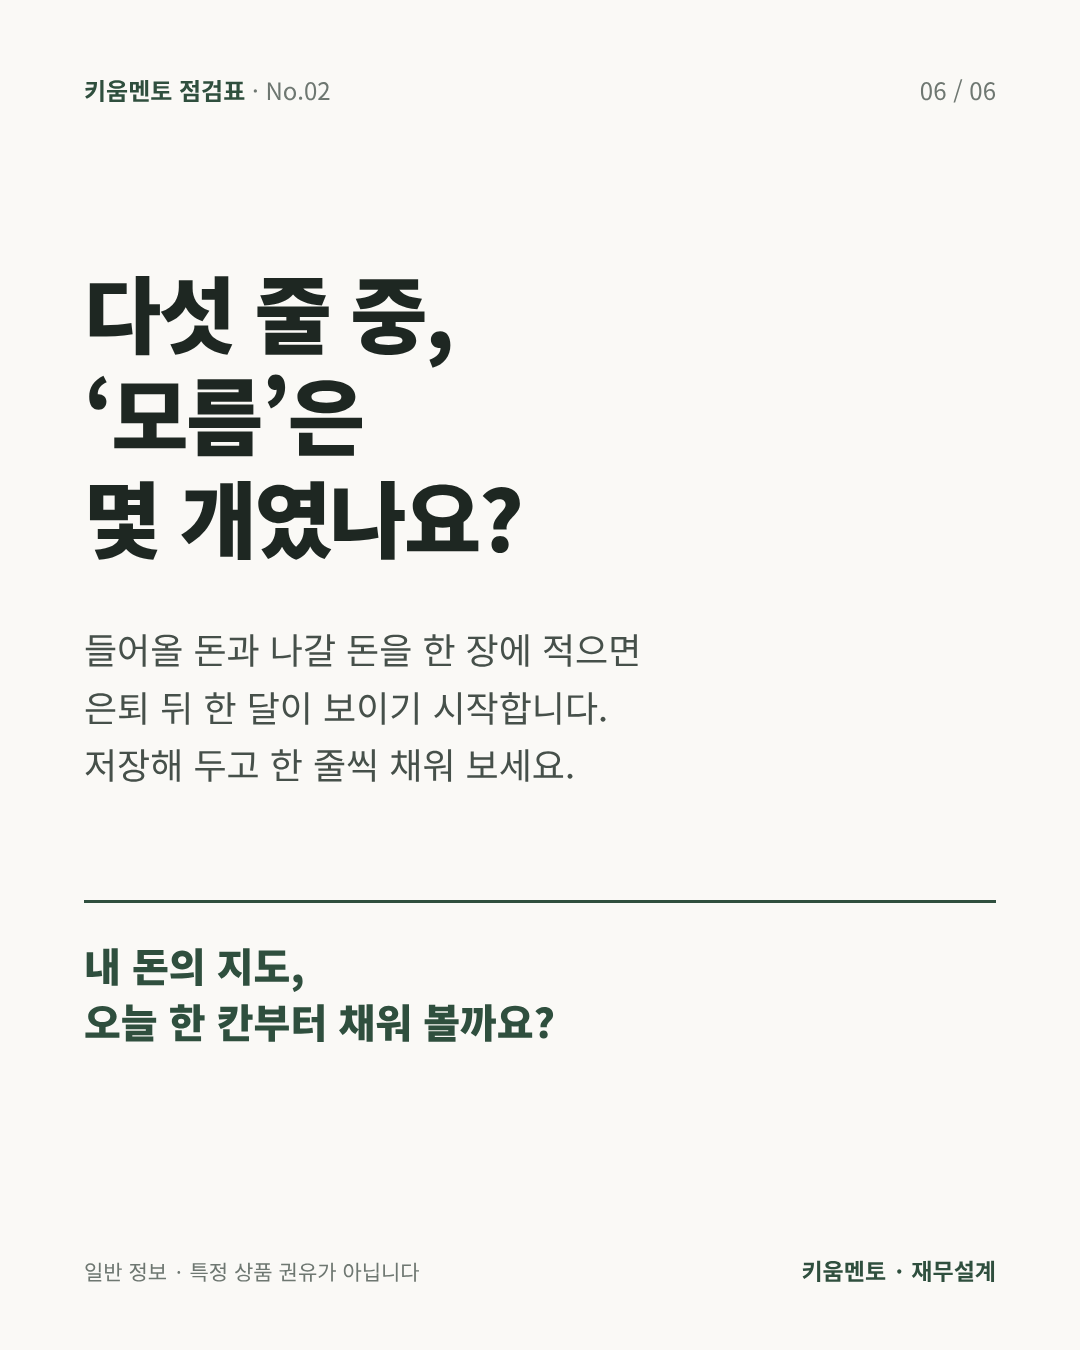 키움멘토 점검표 · No.02
06 / 06
다섯 줄 중,
‘모름’은
몇 개였나요?
들어올 돈과 나갈 돈을 한 장에 적으면
은퇴 뒤 한 달이 보이기 시작합니다.
저장해 두고 한 줄씩 채워 보세요.
내 돈의 지도,
오늘 한 칸부터 채워 볼까요?
일반 정보 · 특정 상품 권유가 아닙니다
키움멘토 · 재무설계